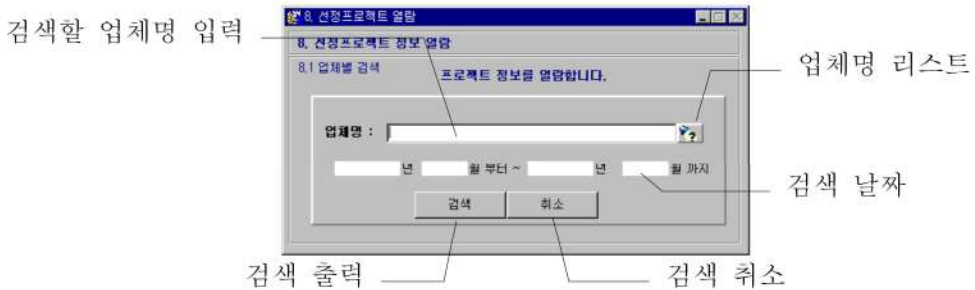 8. 선정프로젝트 열람
검색할 업체명 입력
8. 선정프로젝트 정보 열람
8.1 업체별 검색
프로젝트 정보를 열람합니다.
업체명 리스트
업체명 :
년 월 부터 ~ 년 월 까지
검색 날짜
검색 취소
검색 출력
검색 취소